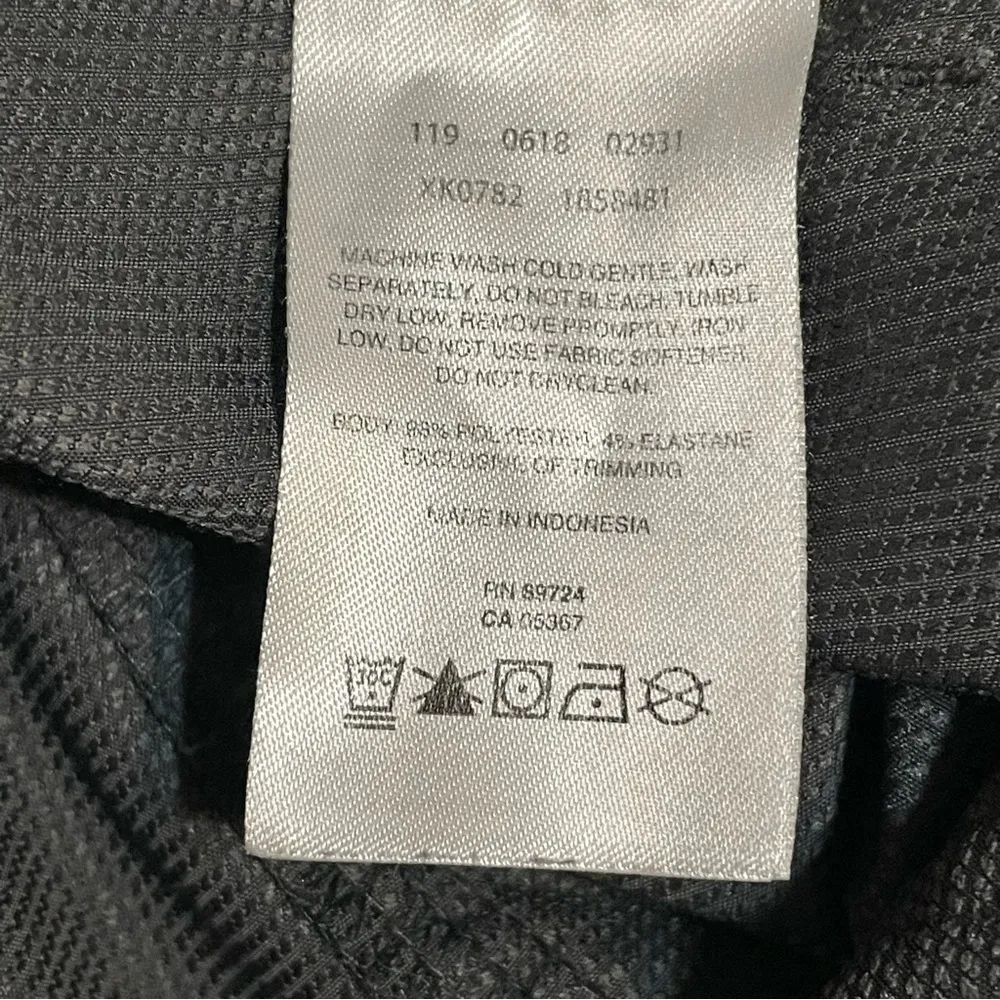 119 0618 02931
XK0782 1858481
MACHINE WASH COLD GENTLE. WASH
SEPARATELY. DO NOT BLEACH. TUMBLE
DRY LOW. REMOVE PROMPTLY. IRON
LOW. DO NOT USE FABRIC SOFTENER.
DO NOT DRYCLEAN.
BODY: 96% POLYESTER, 4% ELASTANE
EXCLUSIVE OF TRIMMING
MADE IN INDONESIA
RN 89724
CA 05367
30C